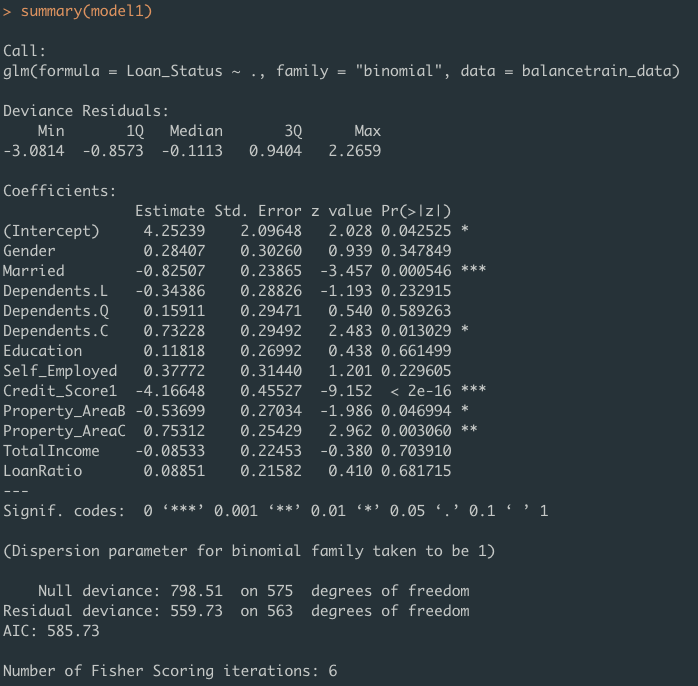 > summary(model1)

Call:
glm(formula = Loan_Status ~ ., family = "binomial", data = balancetrain_data)

Deviance Residuals:
    Min      1Q  Median      3Q     Max
-3.0814 -0.8573 -0.1113  0.9404  2.2659

Coefficients:
               Estimate Std. Error z value Pr(>|z|)
(Intercept)     4.25239    2.09648   2.028 0.042525 *
Gender          0.28407    0.30260   0.939 0.347849
Married        -0.82507    0.23865  -3.457 0.000546 ***
Dependents.L   -0.34386    0.28826  -1.193 0.232915
Dependents.Q    0.15911    0.29471   0.540 0.589263
Dependents.C    0.73228    0.29492   2.483 0.013029 *
Education       0.11818    0.26992   0.438 0.661499
Self_Employed   0.37772    0.31440   1.201 0.229605
Credit_Score1  -4.16648    0.45527  -9.152  < 2e-16 ***
Property_AreaB -0.53699    0.27034  -1.986 0.046994 *
Property_AreaC  0.75312    0.25429   2.962 0.003060 **
TotalIncome    -0.08533    0.22453  -0.380 0.703910
LoanRatio       0.08851    0.21582   0.410 0.681715
---
Signif. codes:  0 ‘***’ 0.001 ‘**’ 0.01 ‘*’ 0.05 ‘.’ 0.1 ‘ ’ 1

(Dispersion parameter for binomial family taken to be 1)

    Null deviance: 798.51  on 575  degrees of freedom
Residual deviance: 559.73  on 563  degrees of freedom
AIC: 585.73

Number of Fisher Scoring iterations: 6